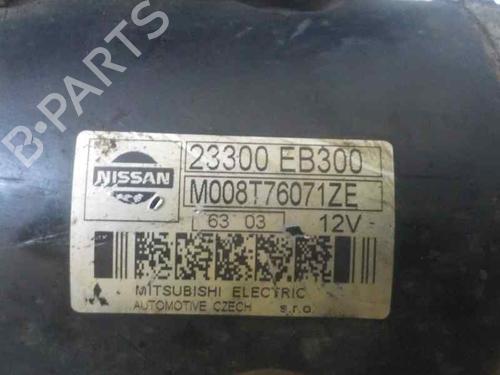 B-PARTS
NISSAN
23300 EB300
M008T76071ZE
63 03 12V
MITSUBISHI ELECTRIC
AUTOMOTIVE CZECH s.r.o.